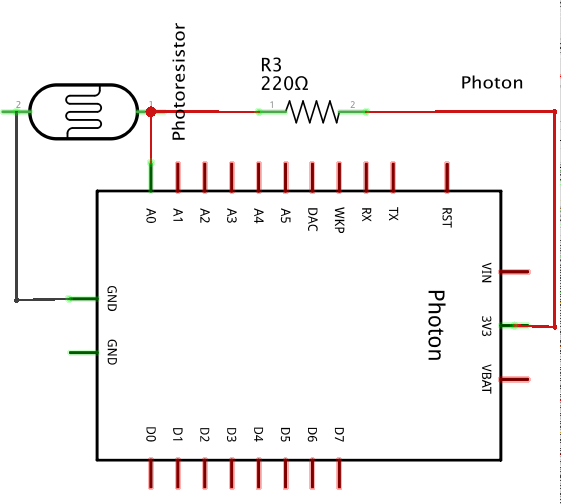 Photoresistor
R3
220Ω
Photon
2
1
1
2
A0
A1
A2
A3
A4
A5
DAC
WKP
RX
TX
RST
GND
GND
VIN
3V3
VBAT
Photon
D0
D1
D2
D3
D4
D5
D6
D7